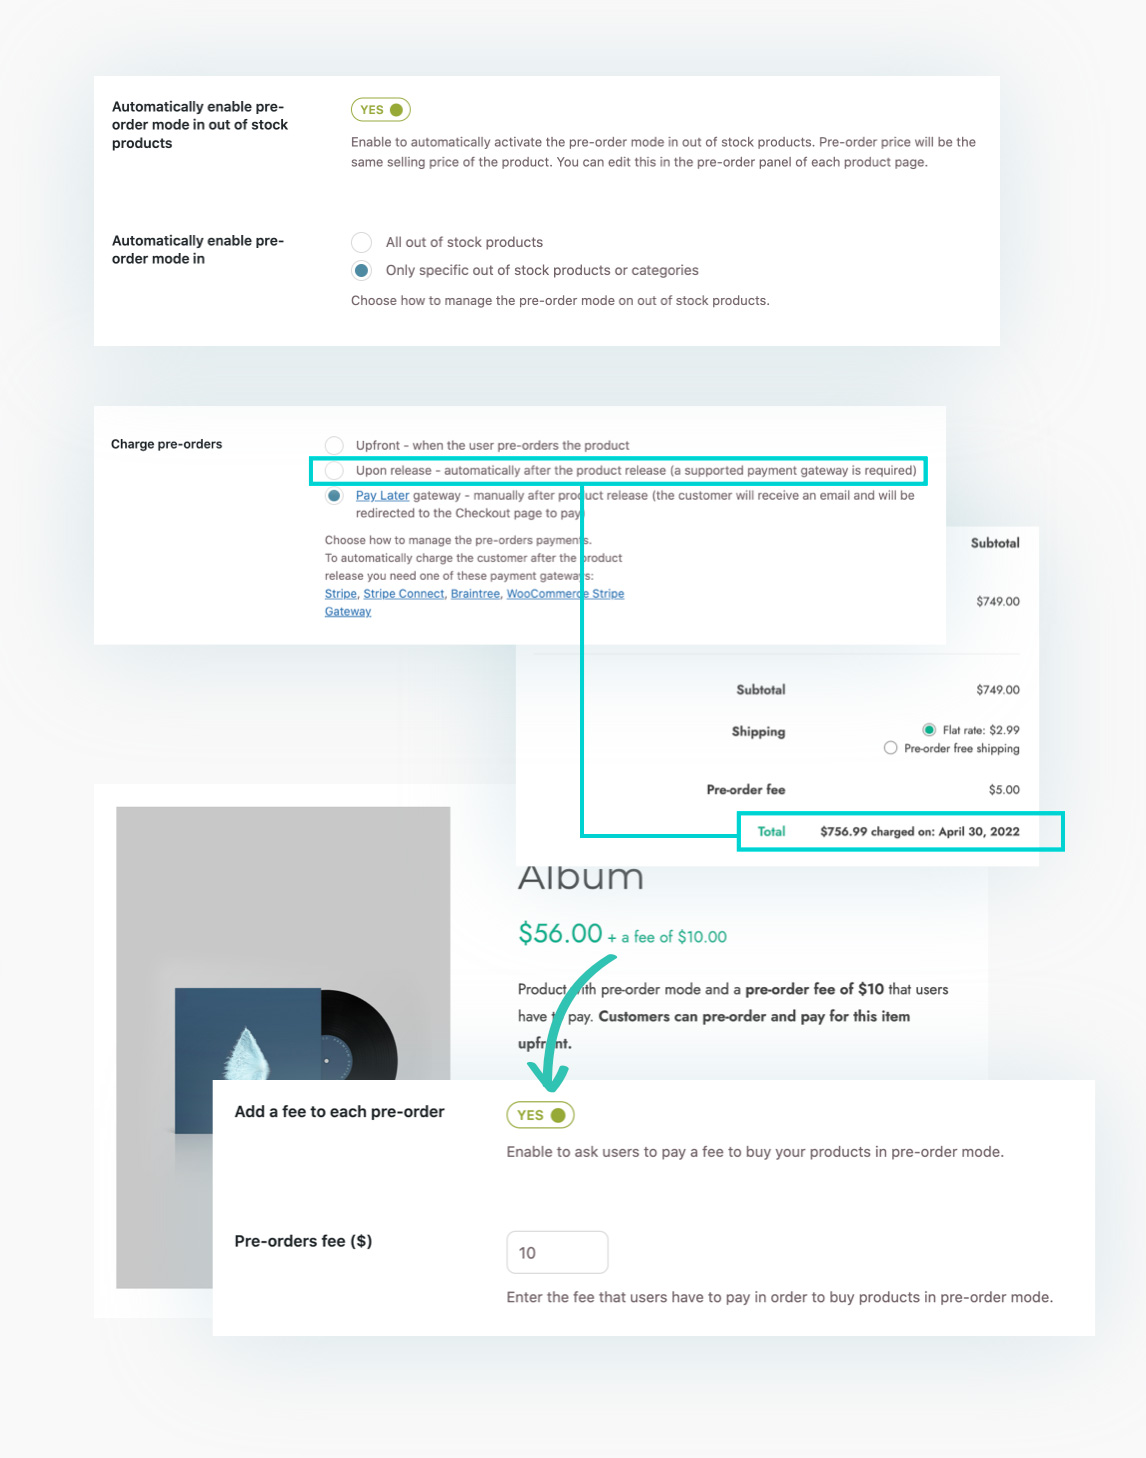 Automatically enable pre-
order mode in out of stock
products
YES
Enable to automatically activate the pre-order mode in out of stock products. Pre-order price will be the
same selling price of the product. You can edit this in the pre-order panel of each product page.
Automatically enable pre-
order mode in
All out of stock products
Only specific out of stock products or categories
Choose how to manage the pre-order mode on out of stock products.
Charge pre-orders
Upfront - when the user pre-orders the product
Upon release - automatically after the product release (a supported payment gateway is required)
Pay Later gateway - manually after product release (the customer will receive an email and will be
redirected to the Checkout page to pay)
Choose how to manage the pre-orders payments.
To automatically charge the customer after the product
release you need one of these payment gateways:
Stripe, Stripe Connect, Braintree, WooCommerce Stripe
Gateway
Subtotal
$749.00
Subtotal $749.00
Shipping Flat rate: $2.99
Pre-order free shipping
Pre-order fee $5.00
Total $756.99 charged on: April 30, 2022
Album
$56.00 + a fee of $10.00
Product with pre-order mode and a pre-order fee of $10 that users
have to pay. Customers can pre-order and pay for this item
upfront.
Add a fee to each pre-order
YES
Enable to ask users to pay a fee to buy your products in pre-order mode.
Pre-orders fee ($)
10
Enter the fee that users have to pay in order to buy products in pre-order mode.